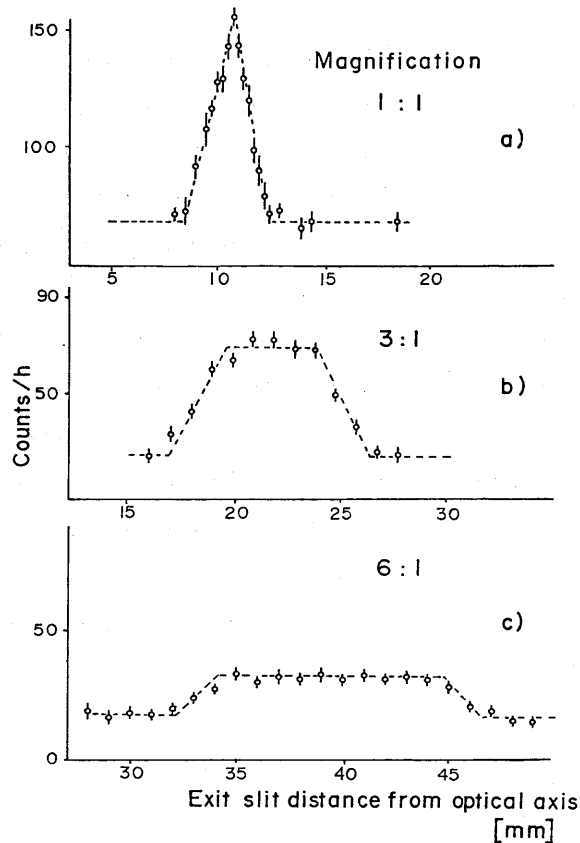 150
Magnification
1 : 1
100
a)
5 10 15 20
90
3 : 1
50
b)
Counts/h
15 20 25 30
6 : 1
50
c)
0
30 35 40 45
Exit slit distance from optical axis
[mm]